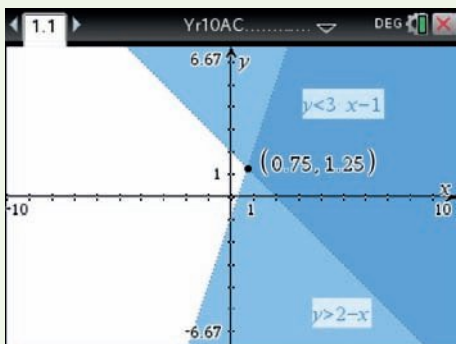 1.1 Yr10AC......... DEG
6.67 y
y<3 x−1
(0.75, 1.25)
1
x
-10 1 10
y>2−x
-6.67